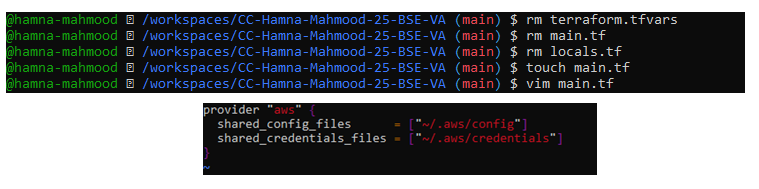 @hamna-mahmood /workspaces/CC-Hamna-Mahmood-25-BSE-VA (main) $ rm terraform.tfvars
@hamna-mahmood /workspaces/CC-Hamna-Mahmood-25-BSE-VA (main) $ rm main.tf
@hamna-mahmood /workspaces/CC-Hamna-Mahmood-25-BSE-VA (main) $ rm locals.tf
@hamna-mahmood /workspaces/CC-Hamna-Mahmood-25-BSE-VA (main) $ touch main.tf
@hamna-mahmood /workspaces/CC-Hamna-Mahmood-25-BSE-VA (main) $ vim main.tf
provider "aws" {
  shared_config_files      = ["~/.aws/config"]
  shared_credentials_files = ["~/.aws/credentials"]
}
~